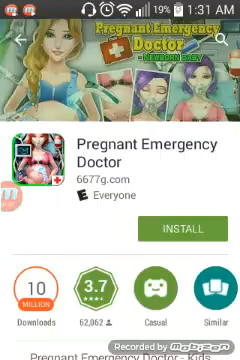 19% 1:31 AM
Pregnant Emergency
Doctor
- NEWBORN BABY
Pregnant Emergency
Doctor
6677g.com
E Everyone
INSTALL
10
MILLION
3.7
Downloads
62,062
Casual
Similar
Recorded by
Mobizen
Pregnant Emergency Doctor - Kids